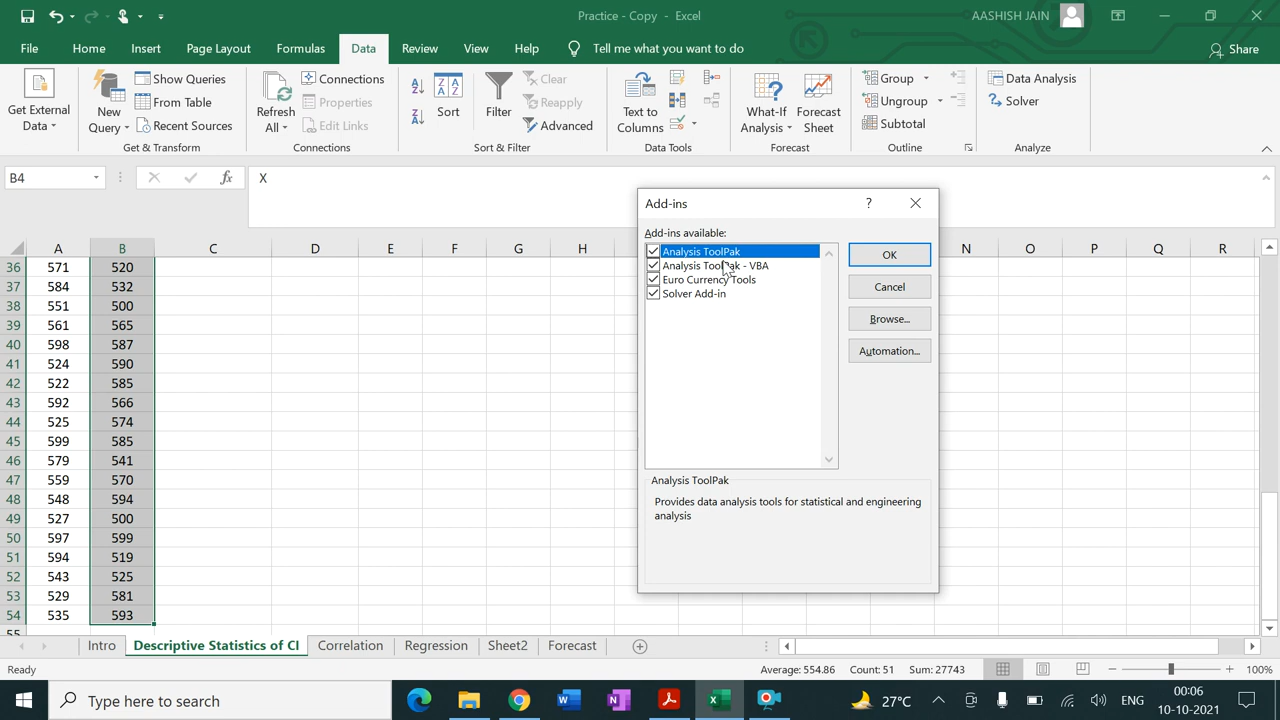 Practice - Copy - Excel
AASHISH JAIN
File Home Insert Page Layout Formulas Data Review View Help Tell me what you want to do Share
Get External Data
New Query
Show Queries
From Table
Recent Sources
Get & Transform
Refresh All
Connections
Properties
Edit Links
Connections
Sort
Filter
Clear
Reapply
Advanced
Sort & Filter
Text to Columns
Data Tools
What-If Analysis
Forecast Sheet
Forecast
Group
Ungroup
Subtotal
Outline
Data Analysis
Solver
Analyze
B4 fx X
A B C D E F G H N O P Q R
36 571 520
37 584 532
38 551 500
39 561 565
40 598 587
41 524 590
42 522 585
43 592 566
44 525 574
45 599 585
46 579 541
47 559 570
48 548 594
49 527 500
50 597 599
51 594 519
52 543 525
53 529 581
54 535 593
55
Add-ins ?
Add-ins available:
Analysis ToolPak
Analysis ToolPak - VBA
Euro Currency Tools
Solver Add-in
OK
Cancel
Browse...
Automation...
Analysis ToolPak
Provides data analysis tools for statistical and engineering
analysis
Intro Descriptive Statistics of CI Correlation Regression Sheet2 Forecast
Ready Average: 554.86 Count: 51 Sum: 27743 100%
Type here to search 27°C ENG 00:06
10-10-2021